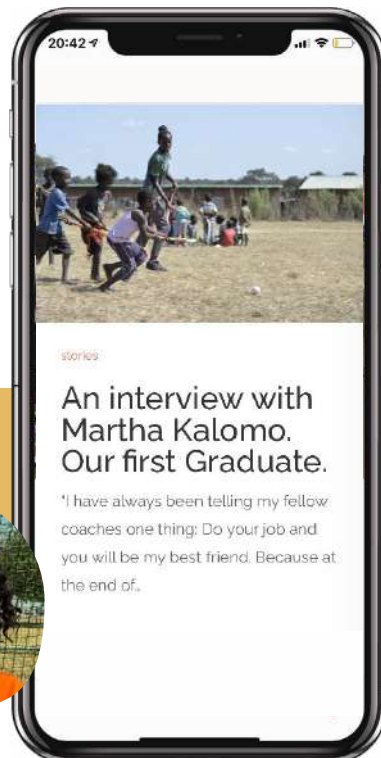 20:42
stories
An interview with
Martha Kalomo.
Our first Graduate.
"I have always been telling my fellow
coaches one thing: Do your job and
you will be my best friend. Because at
the end of..